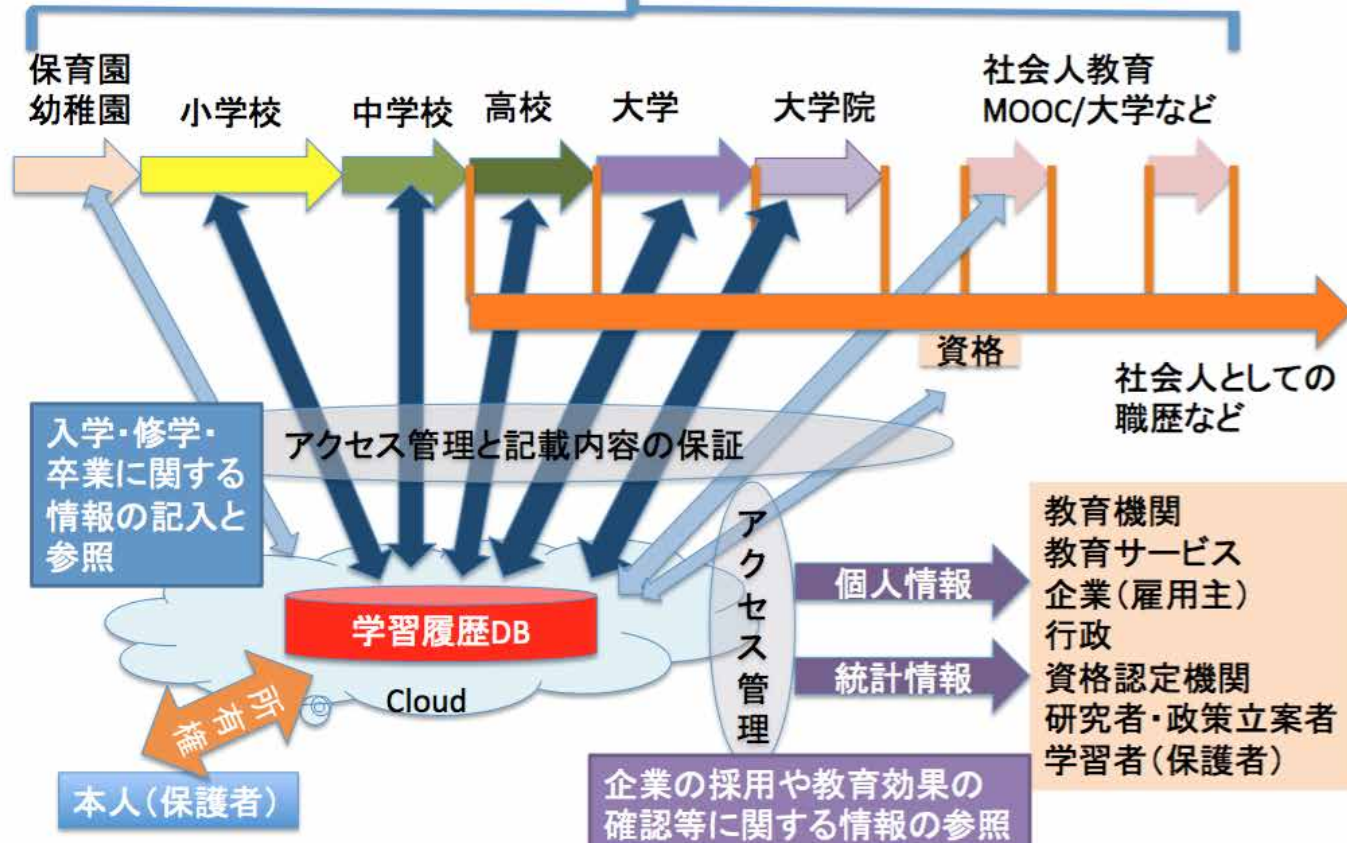 保育園
幼稚園
小学校
中学校
高校
大学
大学院
社会人教育
MOOC/大学など
資格
社会人としての
職歴など
入学・修学・
卒業に関する
情報の記入と
参照
アクセス管理と記載内容の保証
アクセス管理
個人情報
統計情報
教育機関
教育サービス
企業(雇用主)
行政
資格認定機関
研究者・政策立案者
学習者(保護者)
学習履歴DB
Cloud
所有権
本人(保護者)
企業の採用や教育効果の
確認等に関する情報の参照